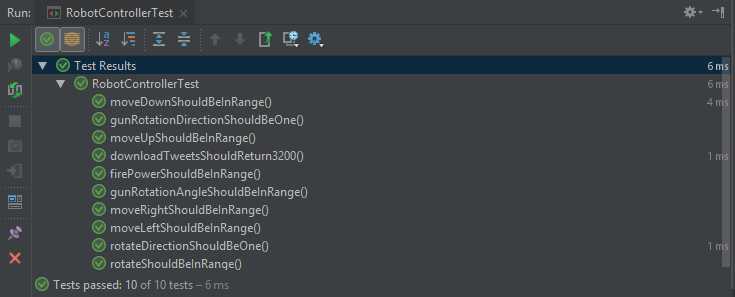 Run: RobotControllerTest ×
Test Results 6 ms
RobotControllerTest 6 ms
moveDownShouldBeInRange() 4 ms
gunRotationDirectionShouldBeOne()
moveUpShouldBeInRange()
downloadTweetsShouldReturn3200() 1 ms
firePowerShouldBeInRange()
gunRotationAngleShouldBeInRange()
moveRightShouldBeInRange()
moveLeftShouldBeInRange()
rotateDirectionShouldBeOne() 1 ms
rotateShouldBeInRange()
Tests passed: 10 of 10 tests – 6 ms